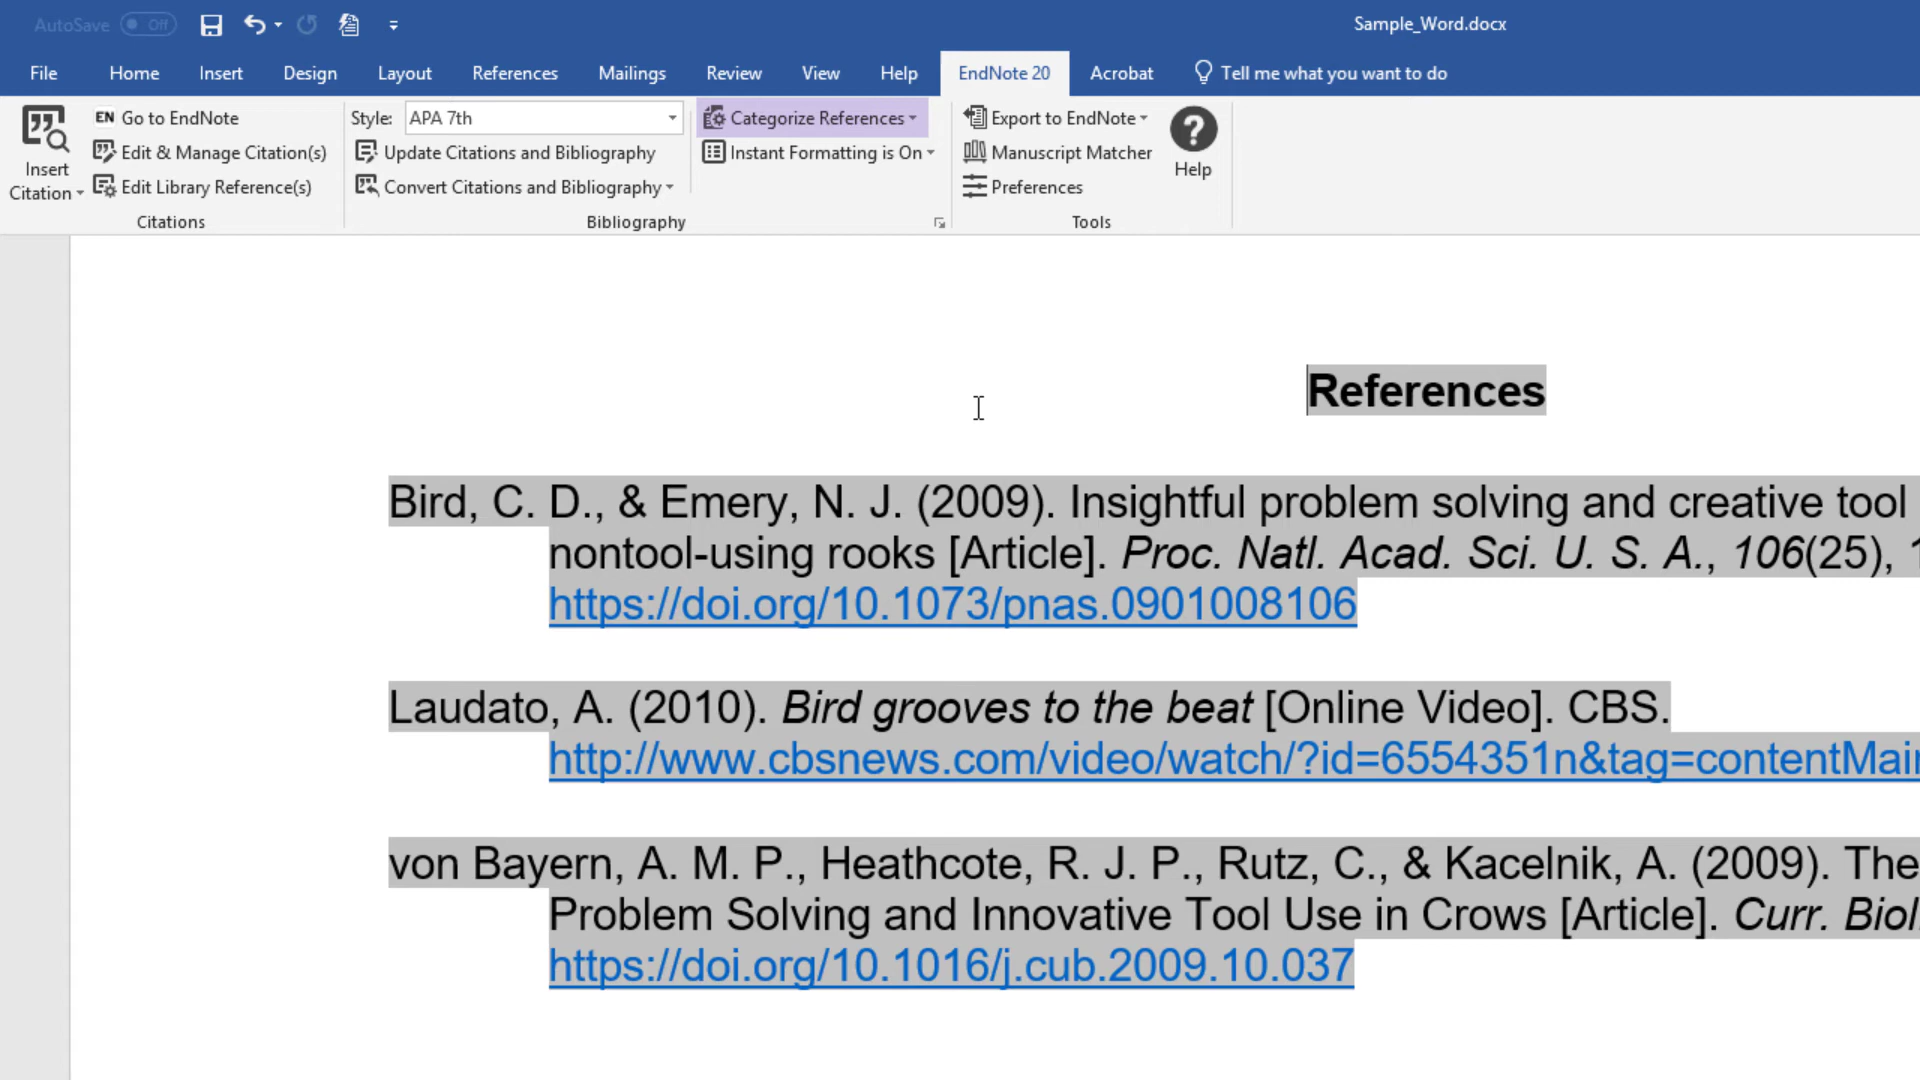 AutoSave Off
Sample_Word.docx
File Home Insert Design Layout References Mailings Review View Help EndNote 20 Acrobat Tell me what you want to do
Insert Citation
EN Go to EndNote
Edit & Manage Citation(s)
Edit Library Reference(s)
Citations
Style: APA 7th
Update Citations and Bibliography
Convert Citations and Bibliography
Categorize References
Instant Formatting is On
Bibliography
Export to EndNote
Manuscript Matcher
Preferences
Help
Tools
References
Bird, C. D., & Emery, N. J. (2009). Insightful problem solving and creative tool
nontool-using rooks [Article]. Proc. Natl. Acad. Sci. U. S. A., 106(25), 1
https://doi.org/10.1073/pnas.0901008106
Laudato, A. (2010). Bird grooves to the beat [Online Video]. CBS.
http://www.cbsnews.com/video/watch/?id=6554351n&tag=contentMain
von Bayern, A. M. P., Heathcote, R. J. P., Rutz, C., & Kacelnik, A. (2009). The
Problem Solving and Innovative Tool Use in Crows [Article]. Curr. Biol.
https://doi.org/10.1016/j.cub.2009.10.037